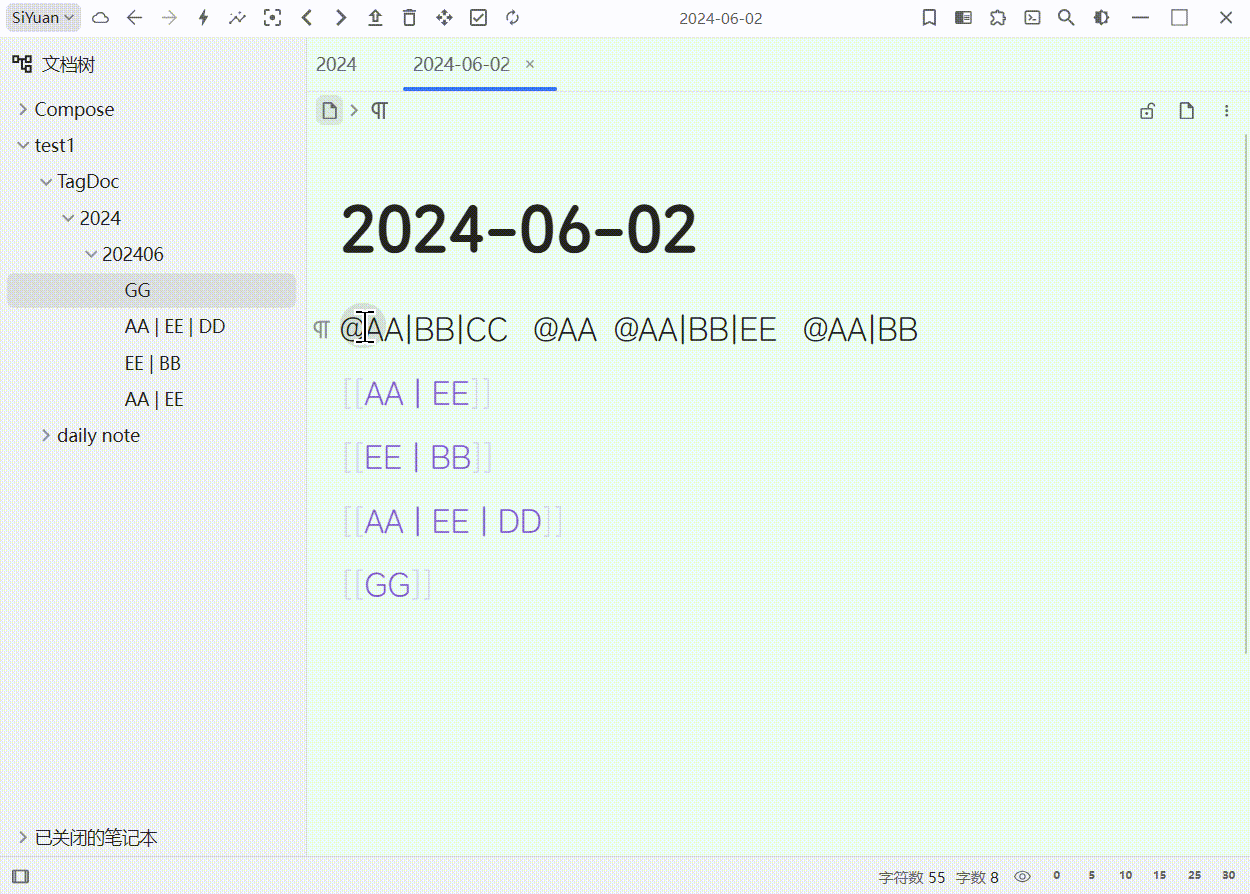 SiYuan
2024-06-02
文档树
2024
2024-06-02
Compose
test1
TagDoc
2024
202406
GG
AA | EE | DD
EE | BB
AA | EE
daily note
已关闭的笔记本
2024-06-02
@AA|BB|CC @AA @AA|BB|EE @AA|BB
[[AA | EE]]
[[EE | BB]]
[[AA | EE | DD]]
[[GG]]
字符数 55 字数 8 0 5 10 15 25 30